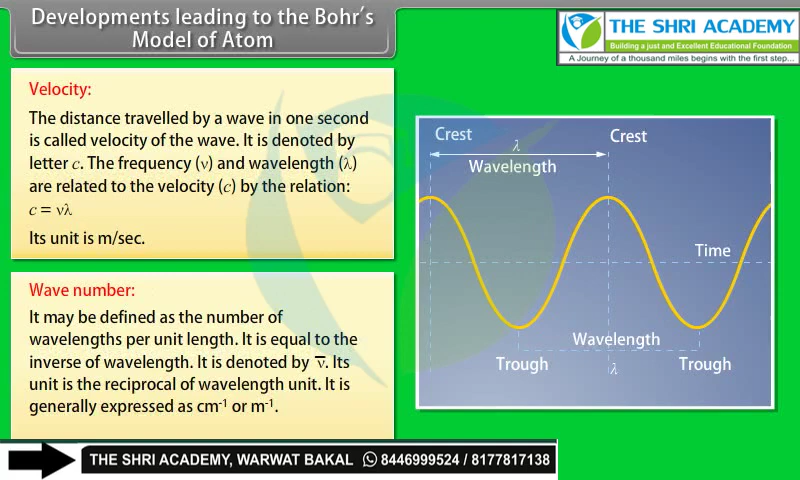 Developments leading to the Bohr's
Model of Atom
THE SHRI ACADEMY
Building a just and Excellent Educational Foundation
A Journey of a thousand miles begins with the first step...
Velocity:
The distance travelled by a wave in one second
is called velocity of the wave. It is denoted by
letter c. The frequency (ν) and wavelength (λ)
are related to the velocity (c) by the relation:
c = νλ
Its unit is m/sec.
Wave number:
It may be defined as the number of
wavelengths per unit length. It is equal to the
inverse of wavelength. It is denoted by ν̅. Its
unit is the reciprocal of wavelength unit. It is
generally expressed as cm⁻¹ or m⁻¹.
Crest
λ
Crest
Wavelength
Time
Wavelength
Trough
λ
Trough
THE SHRI ACADEMY, WARWAT BAKAL 8446999524 / 8177817138